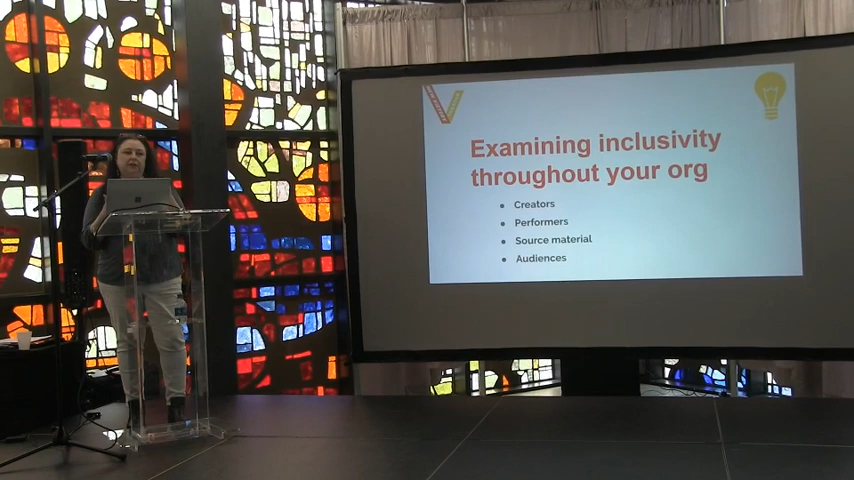 Examining inclusivity
throughout your org
Creators
Performers
Source material
Audiences